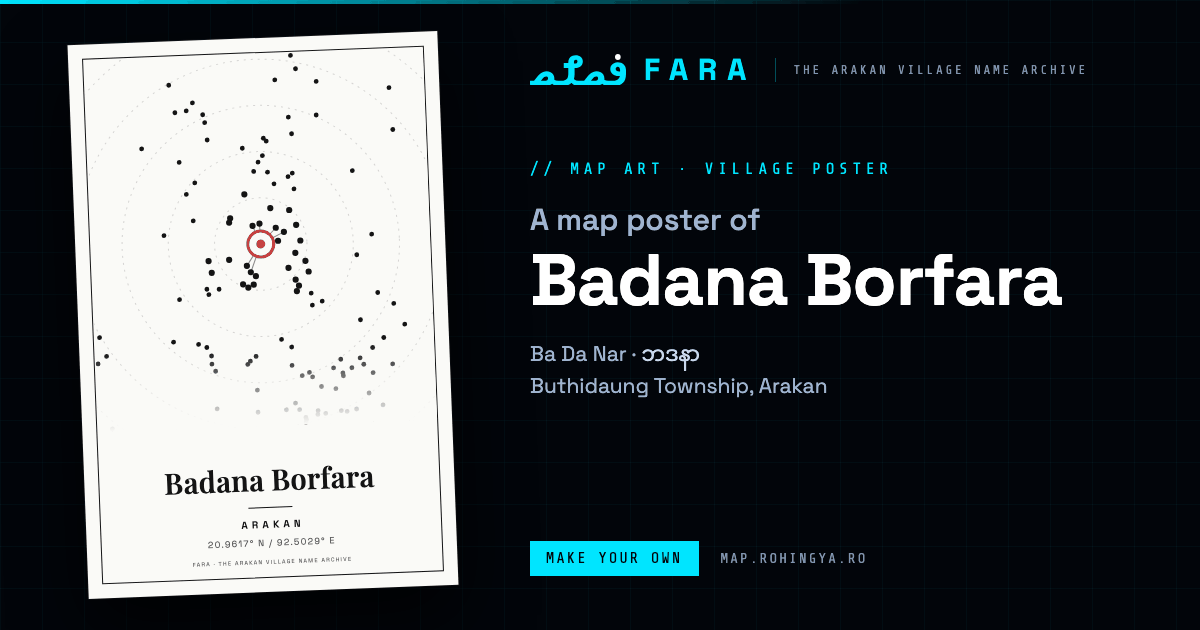 FARA
THE ARAKAN VILLAGE NAME ARCHIVE
// MAP ART · VILLAGE POSTER
A map poster of
Badana Borfara
Ba Da Nar · ဘဒနာ
Buthidaung Township, Arakan
MAKE YOUR OWN
MAP.ROHINGYA.RO
Badana Borfara
ARAKAN
20.9617° N / 92.5029° E
FARA · THE ARAKAN VILLAGE NAME ARCHIVE